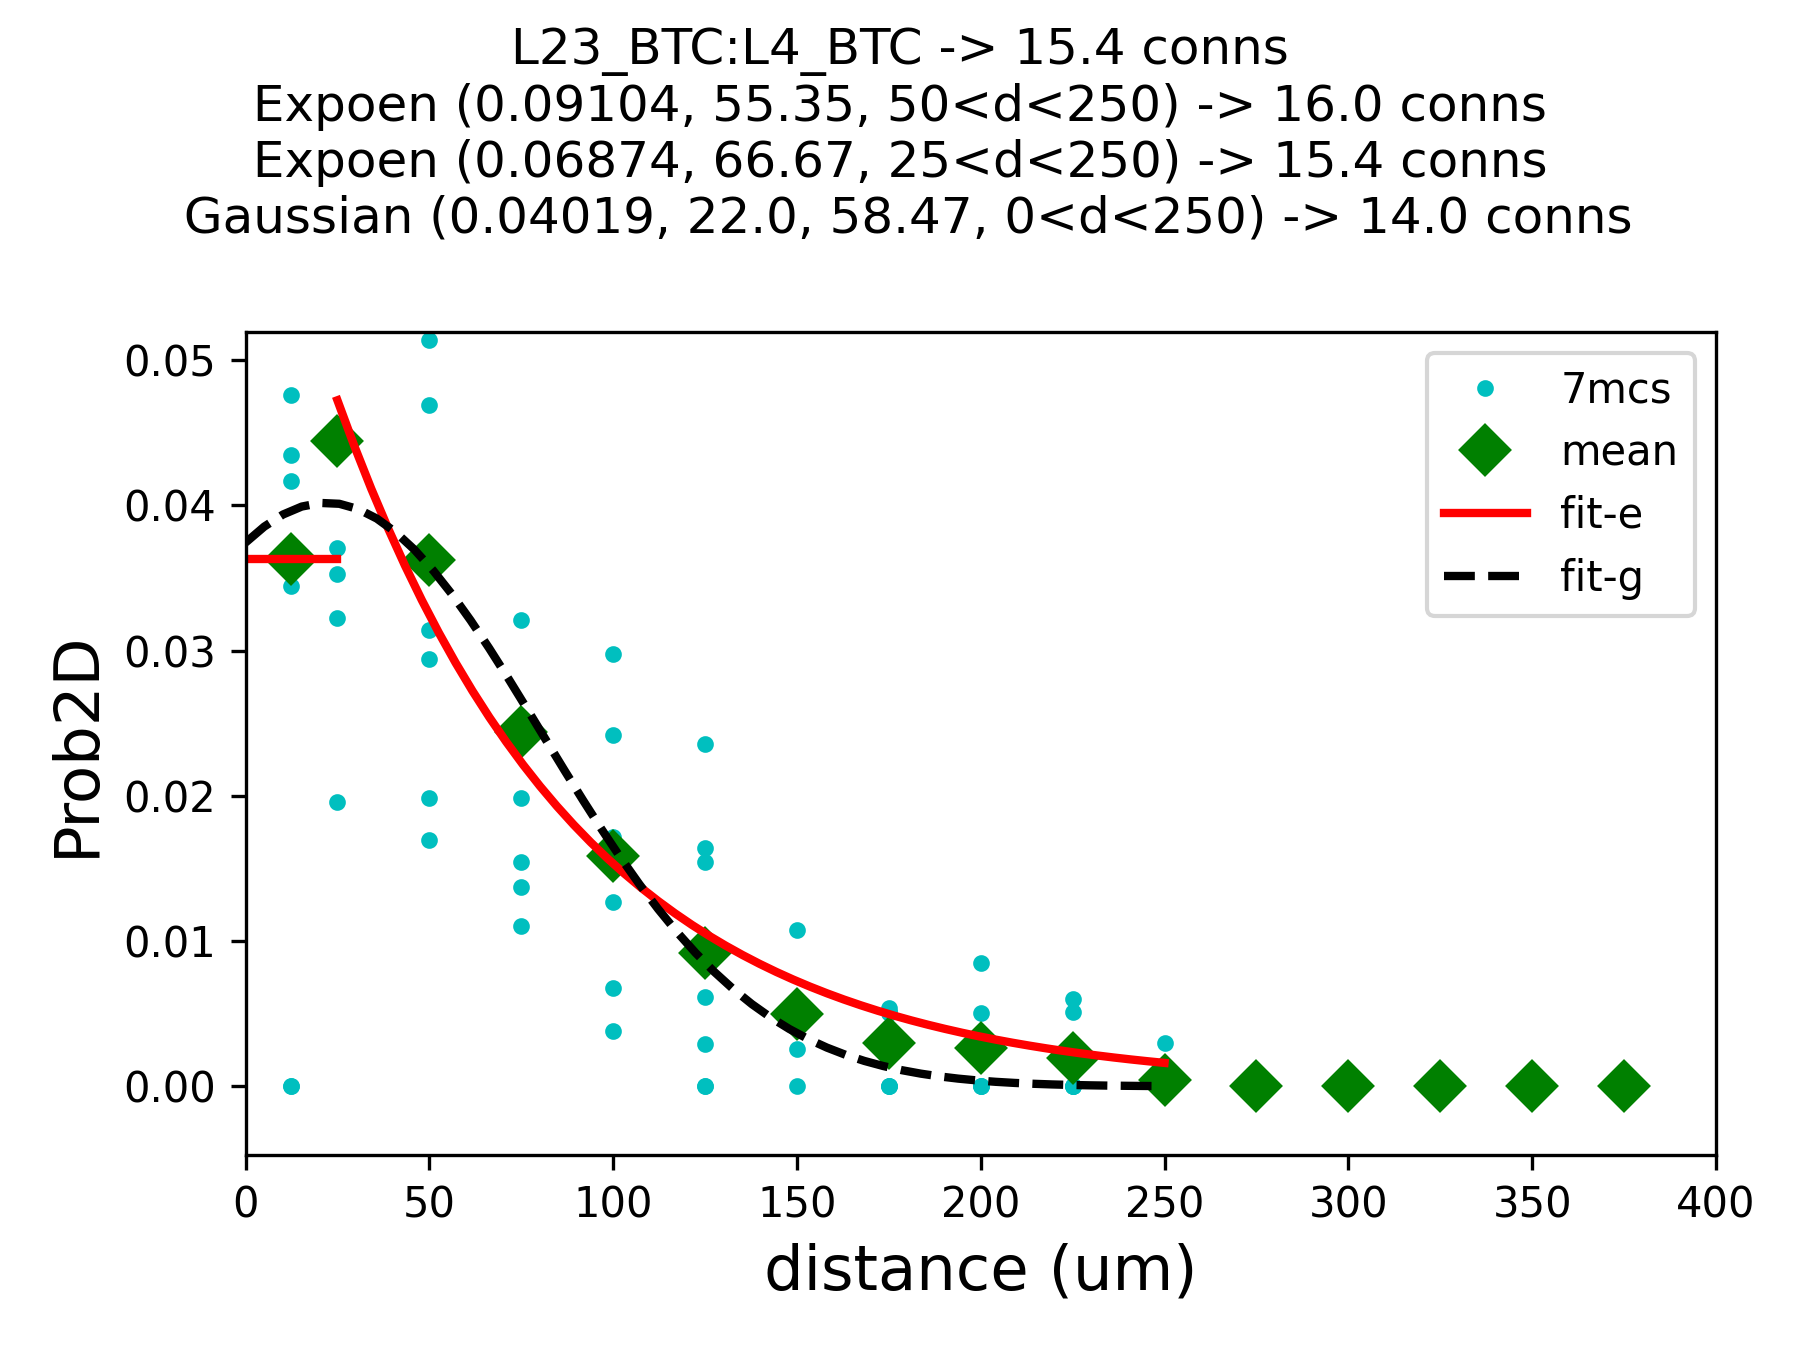 L23_BTC:L4_BTC -> 15.4 conns
Expoen (0.09104, 55.35, 50<d<250) -> 16.0 conns
Expoen (0.06874, 66.67, 25<d<250) -> 15.4 conns
Gaussian (0.04019, 22.0, 58.47, 0<d<250) -> 14.0 conns
0.05
0.04
0.03
0.02
0.01
0.00
Prob2D
7mcs
mean
fit-e
fit-g
0 50 100 150 200 250 300 350 400
distance (um)